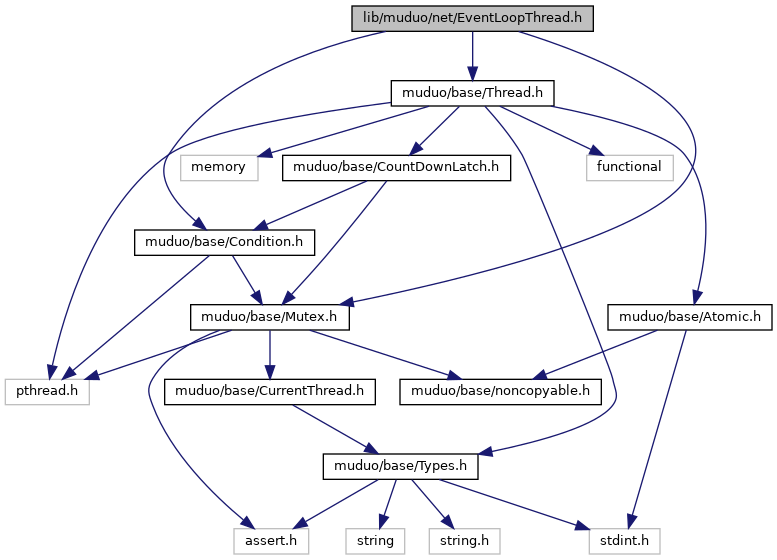 lib/muduo/net/EventLoopThread.h
muduo/base/Thread.h
memory
muduo/base/CountDownLatch.h
functional
muduo/base/Condition.h
muduo/base/Mutex.h
muduo/base/Atomic.h
pthread.h
muduo/base/CurrentThread.h
muduo/base/noncopyable.h
muduo/base/Types.h
assert.h
string
string.h
stdint.h